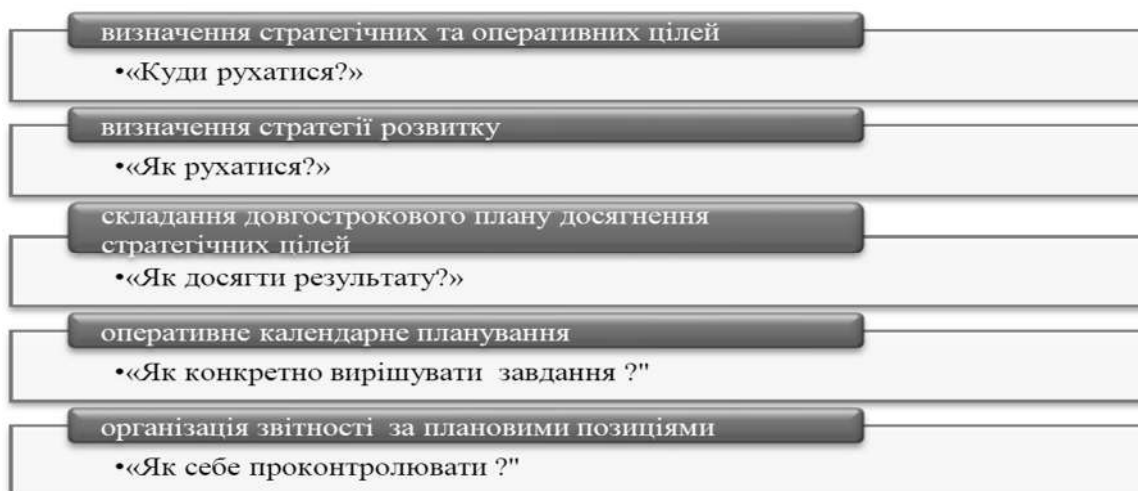 визначення стратегічних та оперативних цілей
•«Куди рухатися?»
визначення стратегії розвитку
•«Як рухатися?»
складання довгострокового плану досягнення
стратегічних цілей
•«Як досягти результату?»
оперативне календарне планування
•«Як конкретно вирішувати  завдання ?"
організація звітності  за плановими позиціями
•«Як себе проконтролювати ?"